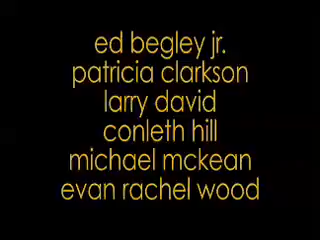 ed begley jr.
patricia clarkson
larry david
conleth hill
michael mckean
evan rachel wood